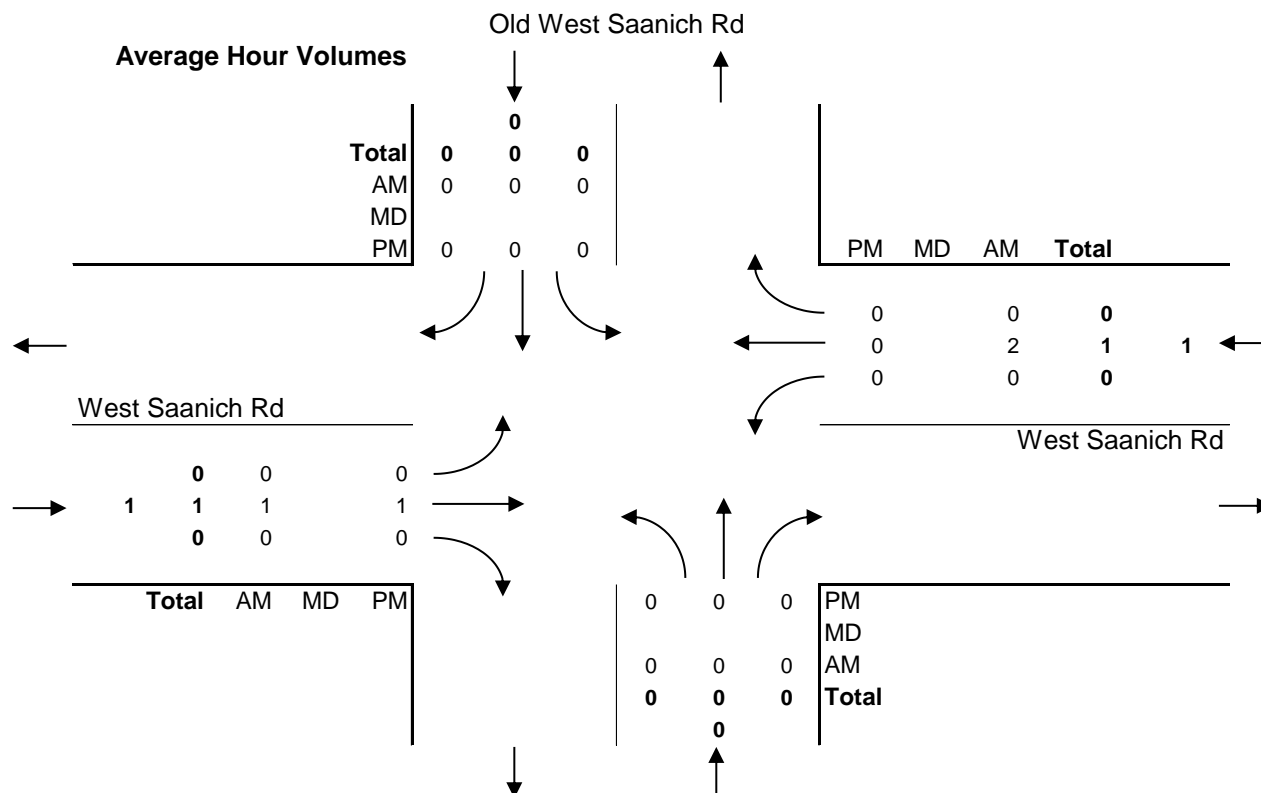 Old West Saanich Rd
Average Hour Volumes
0
Total 0 0 0
AM 0 0 0
MD
PM 0 0 0
PM MD AM Total
0 0 0
0 2 1 1
0 0 0
West Saanich Rd
West Saanich Rd
0 0 0
1 1 1 1
0 0 0
Total AM MD PM
0 0 0 PM
MD
0 0 0 AM
0 0 0 Total
0